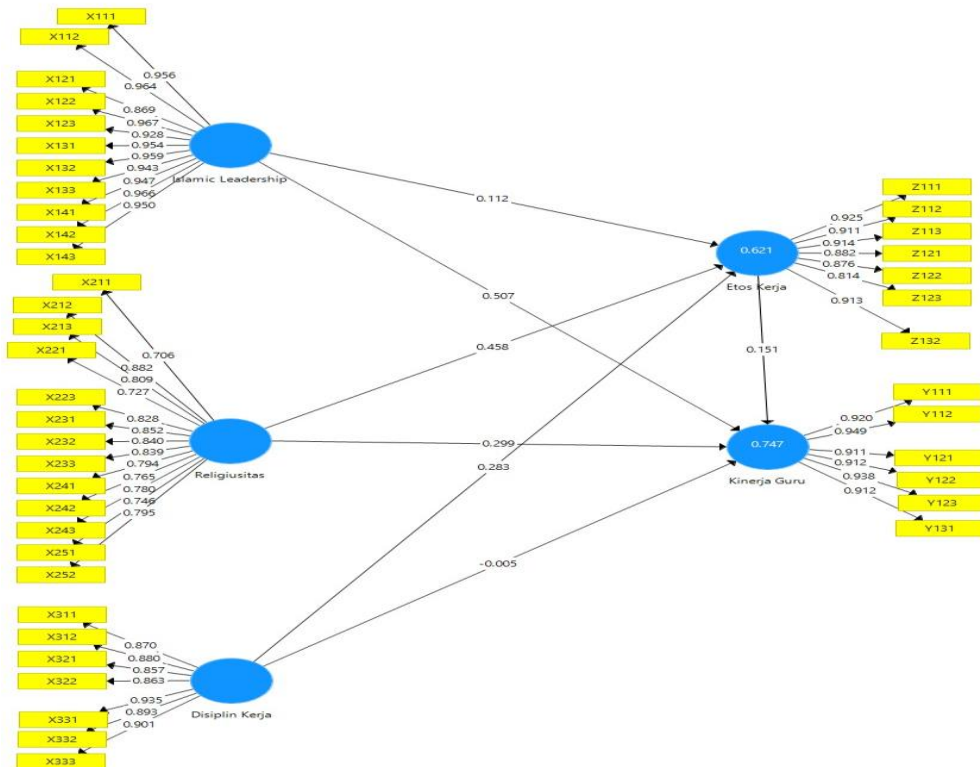 X111
X112
0.956
0.964
X121
X122
X123
X131
X132
X133
X141
X142
X143
0.869
0.967
0.928
0.954
0.959
0.943
0.947
0.966
0.950
Islamic Leadership
0.112
0.507
X211
X212
X213
X221
0.706
0.882
0.809
0.727
X223
X231
X232
X233
X241
X242
X243
X251
X252
0.828
0.852
0.840
0.839
0.794
0.765
0.780
0.746
0.795
Religiusitas
0.458
0.299
0.283
X311
X312
X321
X322
X331
X332
X333
0.870
0.880
0.857
0.863
0.935
0.893
0.901
Disiplin Kerja
-0.005
0.621
Etos Kerja
0.151
0.925
0.911
0.914
0.882
0.876
0.814
0.913
Z111
Z112
Z113
Z121
Z122
Z123
Z132
0.747
Kinerja Guru
0.920
0.949
0.911
0.912
0.938
0.912
Y111
Y112
Y121
Y122
Y123
Y131